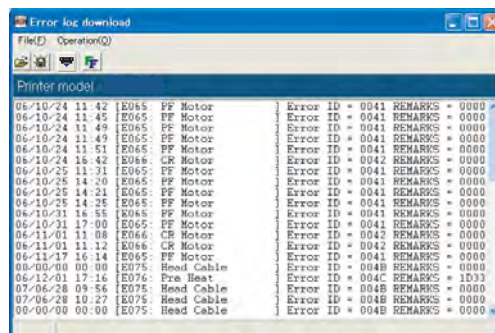 Error log download
File(F) Operation(O)
Printer model
06/10/24 11:42 [E065: PF Motor ] Error ID = 0041 REMARKS = 0000
06/10/24 11:45 [E065: PF Motor ] Error ID = 0041 REMARKS = 0000
06/10/24 11:49 [E065: PF Motor ] Error ID = 0041 REMARKS = 0000
06/10/24 11:49 [E065: PF Motor ] Error ID = 0041 REMARKS = 0000
06/10/24 11:51 [E065: PF Motor ] Error ID = 0041 REMARKS = 0000
06/10/24 16:42 [E066: CR Motor ] Error ID = 0042 REMARKS = 0000
06/10/25 11:31 [E065: PF Motor ] Error ID = 0041 REMARKS = 0000
06/10/25 14:20 [E065: PF Motor ] Error ID = 0041 REMARKS = 0000
06/10/25 14:21 [E065: PF Motor ] Error ID = 0041 REMARKS = 0000
06/10/25 14:25 [E065: PF Motor ] Error ID = 0041 REMARKS = 0000
06/10/31 16:55 [E065: PF Motor ] Error ID = 0041 REMARKS = 0000
06/10/31 17:00 [E065: PF Motor ] Error ID = 0041 REMARKS = 0000
06/11/01 11:08 [E066: CR Motor ] Error ID = 0042 REMARKS = 0000
06/11/01 11:12 [E066: CR Motor ] Error ID = 0042 REMARKS = 0000
06/11/17 16:14 [E065: PF Motor ] Error ID = 0041 REMARKS = 0000
00/00/00 00:00 [E075: Head Cable ] Error ID = 004B REMARKS = 0000
06/12/01 17:16 [E076: Pre Heat ] Error ID = 004C REMARKS = 1D33
07/06/28 09:56 [E075: Head Cable ] Error ID = 004B REMARKS = 0000
07/06/28 10:27 [E075: Head Cable ] Error ID = 004B REMARKS = 0000
00/00/00 00:00 [E075: Head Cable ] Error ID = 004B REMARKS = 0000